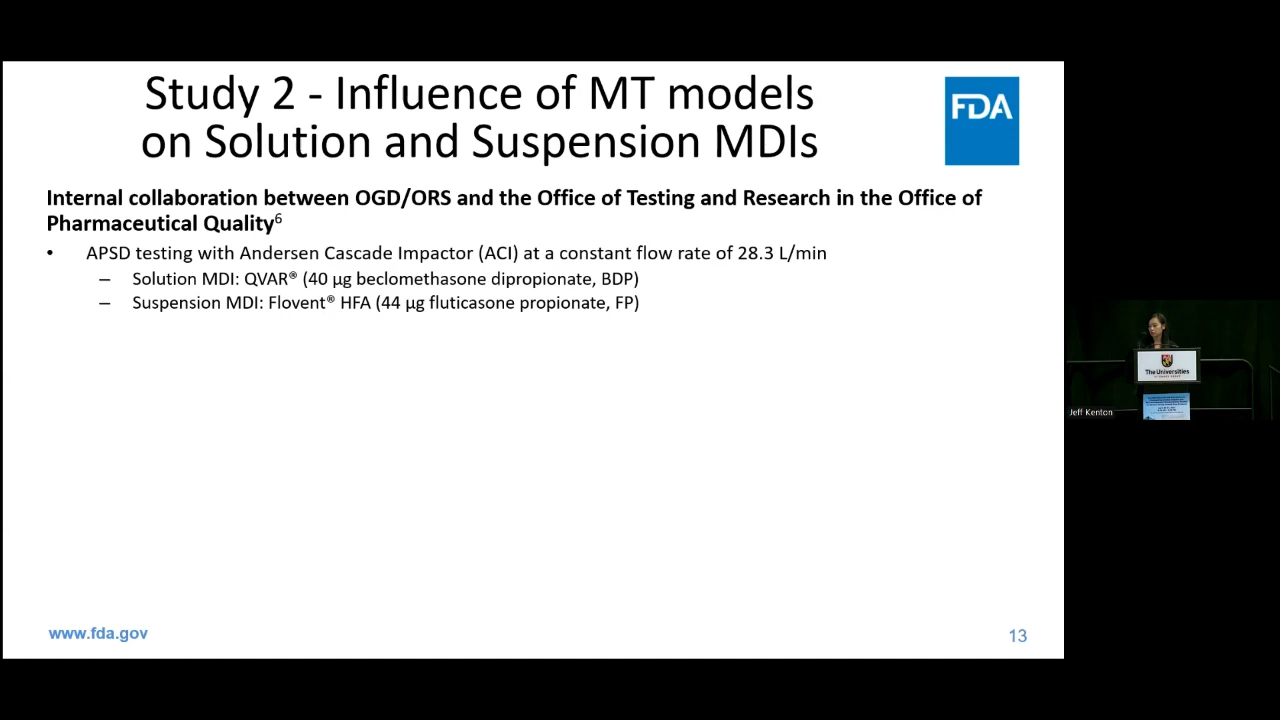 Study 2 - Influence of MT models
on Solution and Suspension MDIs
FDA
Internal collaboration between OGD/ORS and the Office of Testing and Research in the Office of
Pharmaceutical Quality6
• APSD testing with Andersen Cascade Impactor (ACI) at a constant flow rate of 28.3 L/min
– Solution MDI: QVAR® (40 µg beclomethasone dipropionate, BDP)
– Suspension MDI: Flovent® HFA (44 µg fluticasone propionate, FP)
www.fda.gov
13
The Universities
Jeff Kenton